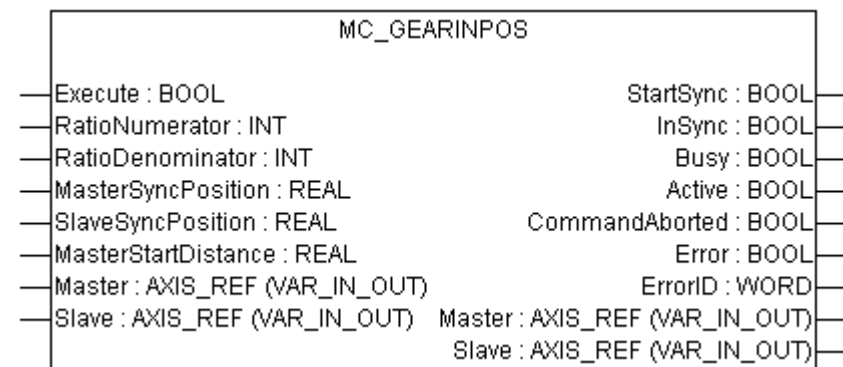 MC_GEARINPOS
Execute : BOOL StartSync : BOOL
RatioNumerator : INT InSync : BOOL
RatioDenominator : INT Busy : BOOL
MasterSyncPosition : REAL Active : BOOL
SlaveSyncPosition : REAL CommandAborted : BOOL
MasterStartDistance : REAL Error : BOOL
Master : AXIS_REF (VAR_IN_OUT) ErrorID : WORD
Slave : AXIS_REF (VAR_IN_OUT) Master : AXIS_REF (VAR_IN_OUT)
Slave : AXIS_REF (VAR_IN_OUT)